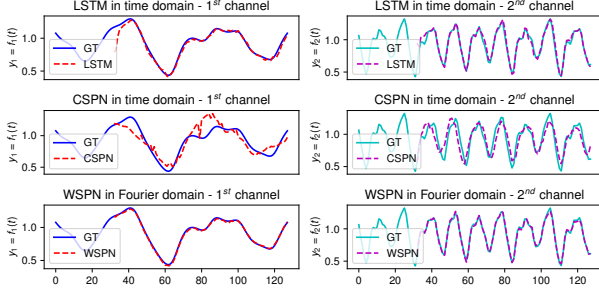 LSTM in time domain - 1st channel
y1 = f1(t)
1.0
0.5
GT
LSTM
LSTM in time domain - 2nd channel
y2 = f2(t)
1.0
0.5
GT
LSTM
CSPN in time domain - 1st channel
y1 = f1(t)
1.0
0.5
GT
CSPN
CSPN in time domain - 2nd channel
y2 = f2(t)
1.0
0.5
GT
CSPN
WSPN in Fourier domain - 1st channel
y1 = f1(t)
1.0
0.5
GT
WSPN
0 20 40 60 80 100 120
WSPN in Fourier domain - 2nd channel
y2 = f2(t)
1.0
0.5
GT
WSPN
0 20 40 60 80 100 120